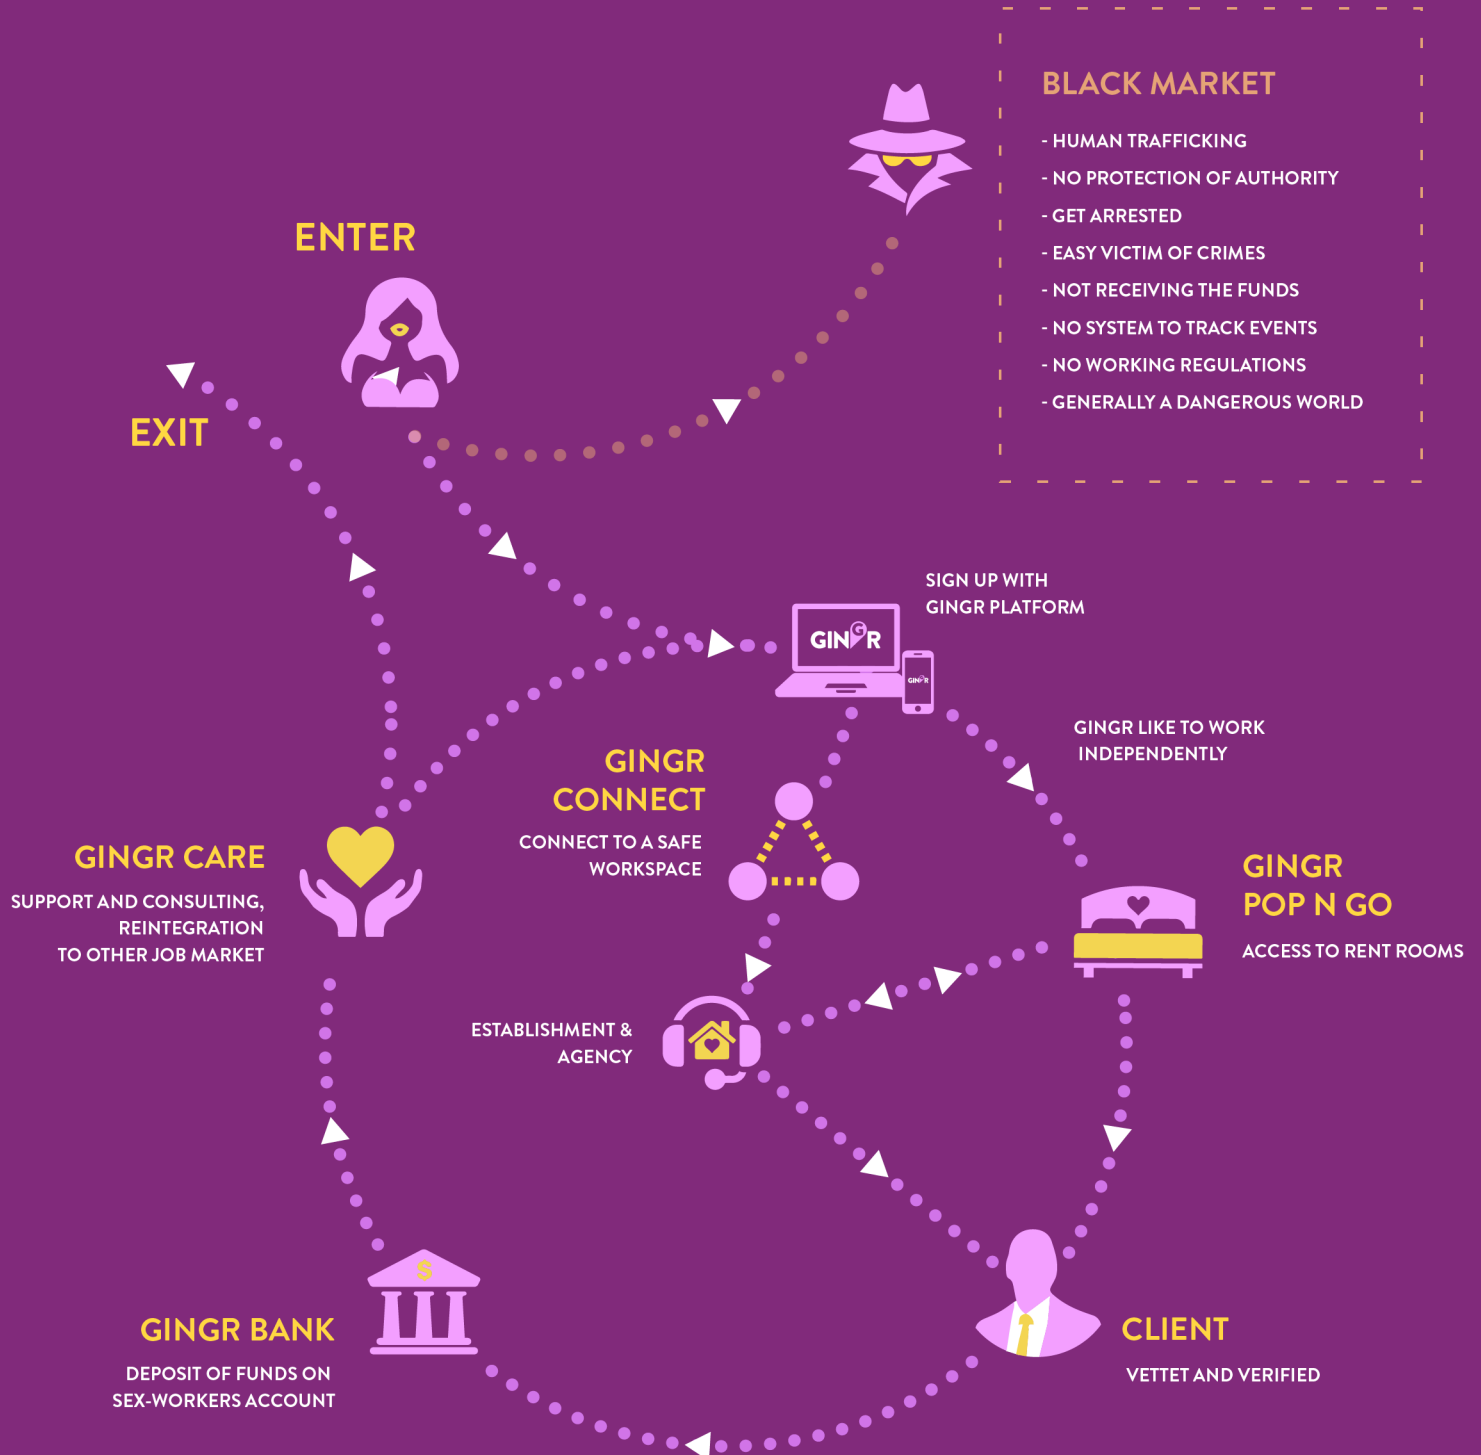 BLACK MARKET
- HUMAN TRAFFICKING
- NO PROTECTION OF AUTHORITY
- GET ARRESTED
- EASY VICTIM OF CRIMES
- NOT RECEIVING THE FUNDS
- NO SYSTEM TO TRACK EVENTS
- NO WORKING REGULATIONS
- GENERALLY A DANGEROUS WORLD
ENTER
EXIT
SIGN UP WITH
GINGR PLATFORM
GINGR
GINGR
GINGR LIKE TO WORK
INDEPENDENTLY
GINGR
CONNECT
CONNECT TO A SAFE
WORKSPACE
GINGR CARE
SUPPORT AND CONSULTING,
REINTEGRATION
TO OTHER JOB MARKET
GINGR
POP N GO
ACCESS TO RENT ROOMS
ESTABLISHMENT &
AGENCY
$
GINGR BANK
DEPOSIT OF FUNDS ON
SEX-WORKERS ACCOUNT
CLIENT
VETTET AND VERIFIED